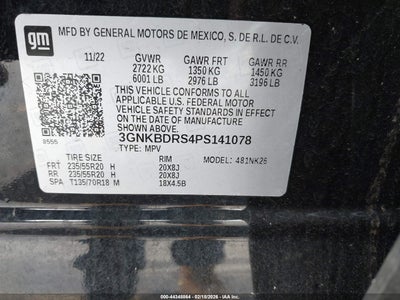 gm
MFD BY GENERAL MOTORS DE MEXICO, S. DE R.L. DE C.V.
11/22 GVWR GAWR FRT GAWR RR
2722 KG 1350 KG 1450 KG
6001 LB 2976 LB 3196 LB
THIS VEHICLE CONFORMS TO ALL
APPLICABLE U.S. FEDERAL MOTOR
VEHICLE SAFETY STANDARDS IN
EFFECT ON THE DATE OF
MANUFACTURE SHOWN ABOVE.
3GNKBDRS4PS141078
TYPE: MPV MODEL: 481NK26
TIRE SIZE RIM
FRT 235/55R20 H 20X8J
RR 235/55R20 H 20X8J
SPA T135/70R18 M 18X4.5B
OWNER: 000-44348864 - 02/18/2026 - IAA Inc.